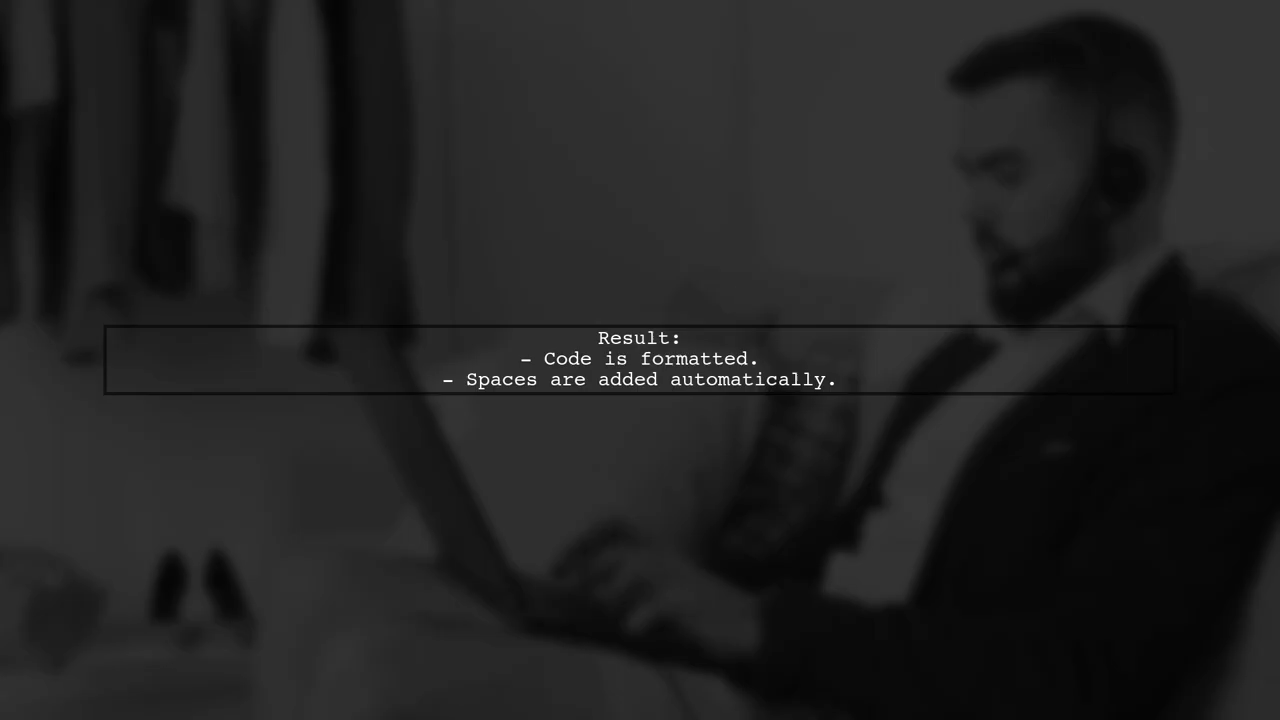 Result:
- Code is formatted.
- Spaces are added automatically.